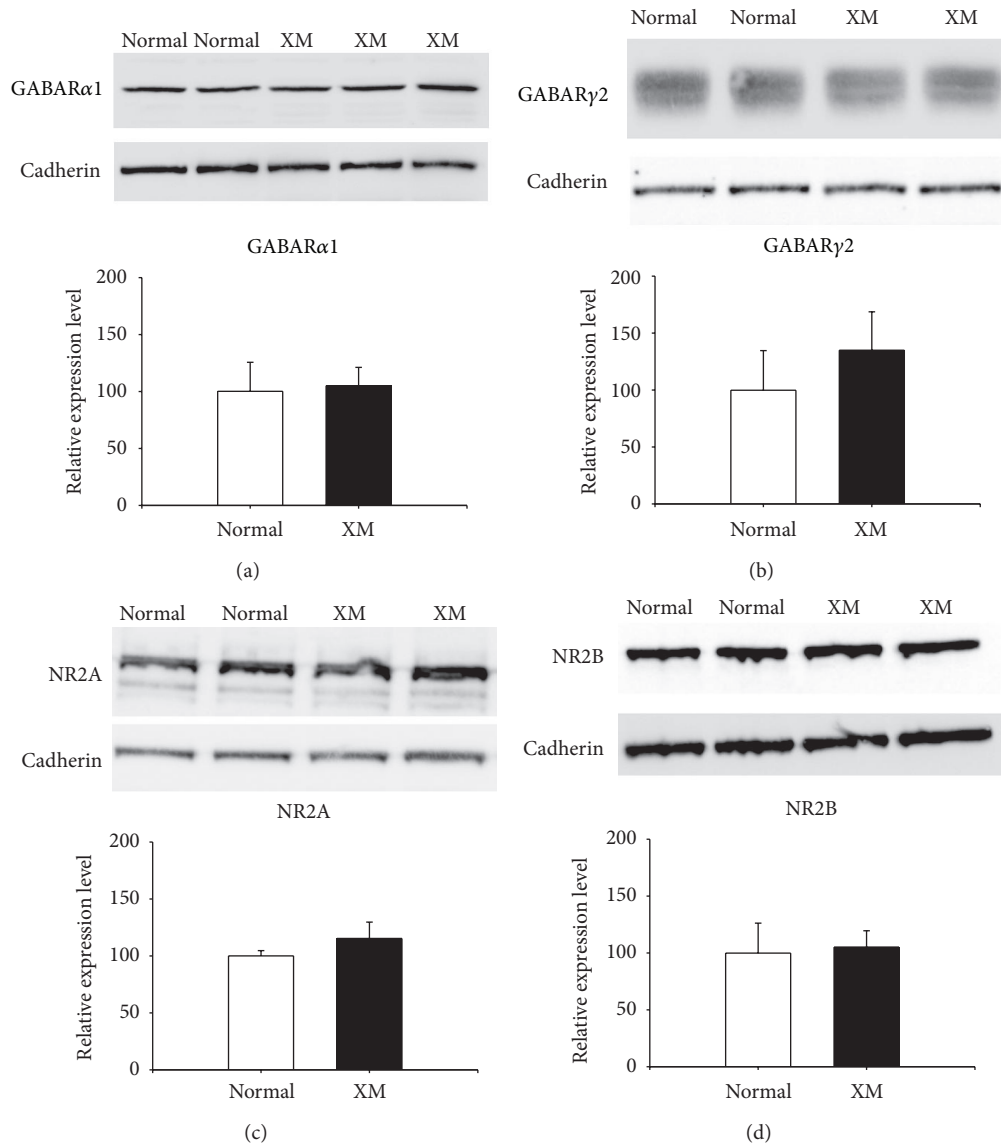 Normal Normal XM XM XM
GABARα1
Cadherin
GABARα1
Relative expression level
200
150
100
50
0
Normal XM
(a)
Normal Normal XM XM
GABARγ2
Cadherin
GABARγ2
Relative expression level
200
150
100
50
0
Normal XM
(b)
Normal Normal XM XM
NR2A
Cadherin
NR2A
Relative expression level
200
150
100
50
0
Normal XM
(c)
Normal Normal XM XM
NR2B
Cadherin
NR2B
Relative expression level
200
150
100
50
0
Normal XM
(d)